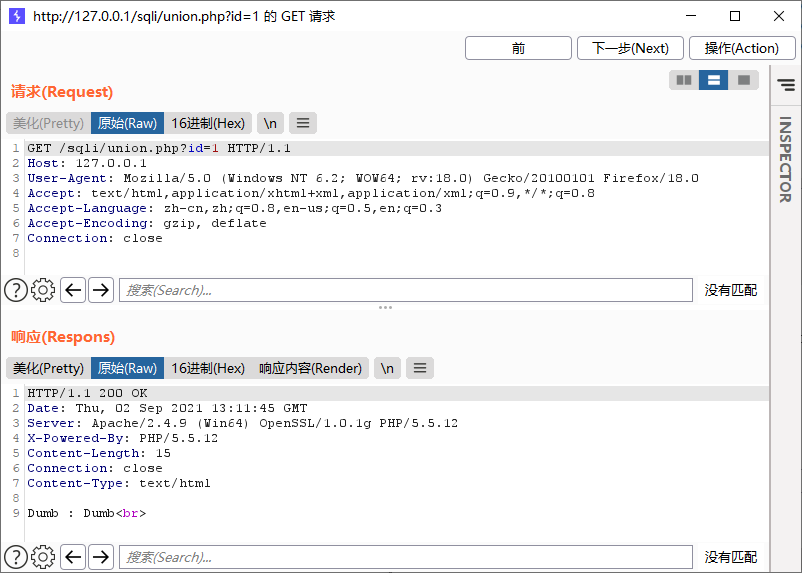 http://127.0.0.1/sqli/union.php?id=1 的 GET 请求
前 下一步(Next) 操作(Action)
请求(Request)
美化(Pretty) 原始(Raw) 16进制(Hex) \n
1 GET /sqli/union.php?id=1 HTTP/1.1
2 Host: 127.0.0.1
3 User-Agent: Mozilla/5.0 (Windows NT 6.2; WOW64; rv:18.0) Gecko/20100101 Firefox/18.0
4 Accept: text/html,application/xhtml+xml,application/xml;q=0.9,*/*;q=0.8
5 Accept-Language: zh-cn,zh;q=0.8,en-us;q=0.5,en;q=0.3
6 Accept-Encoding: gzip, deflate
7 Connection: close
8
INSPECTOR
? 搜索(Search)... 没有匹配
响应(Respons)
美化(Pretty) 原始(Raw) 16进制(Hex) 响应内容(Render) \n
1 HTTP/1.1 200 OK
2 Date: Thu, 02 Sep 2021 13:11:45 GMT
3 Server: Apache/2.4.9 (Win64) OpenSSL/1.0.1g PHP/5.5.12
4 X-Powered-By: PHP/5.5.12
5 Content-Length: 15
6 Connection: close
7 Content-Type: text/html
8
9 Dumb : Dumb<br>
? 搜索(Search)... 没有匹配